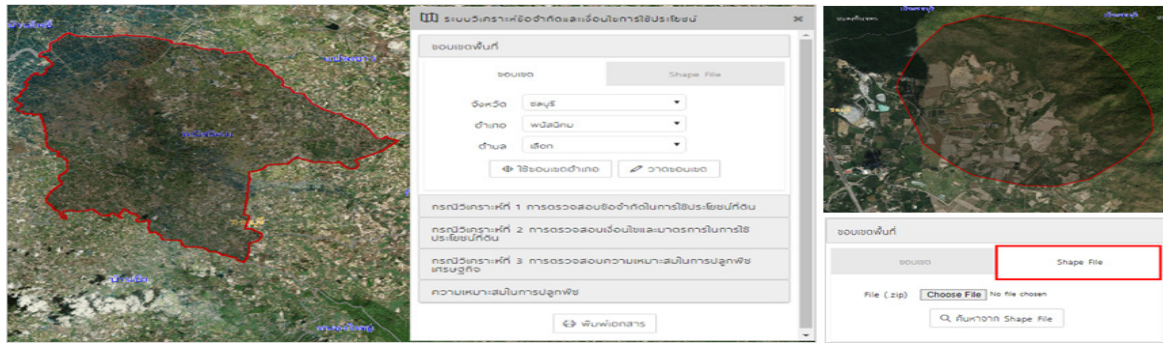 ระบบวิเคราะห์ข้อจำกัดและเงื่อนไขการใช้ประโยชน์
ขอบเขตพื้นที่
ขอบเขต
Shape File
จังหวัด ชลบุรี
อำเภอ พนัสนิคม
ตำบล เลือก
ใช้ขอบเขตอำเภอ
วาดขอบเขต
กรณีวิเคราะห์ที่ 1 การตรวจสอบข้อจำกัดในการใช้ประโยชน์ที่ดิน
กรณีวิเคราะห์ที่ 2 การตรวจสอบเงื่อนไขและมาตรการในการใช้
ประโยชน์ที่ดิน
กรณีวิเคราะห์ที่ 3 การตรวจสอบความเหมาะสมในการปลูกพืช
เศรษฐกิจ
ความเหมาะสมในการปลูกพืช
พิมพ์เอกสาร
ขอบเขตพื้นที่
ขอบเขต
Shape File
File (.zip) Choose File No file chosen
ค้นหาจาก Shape File